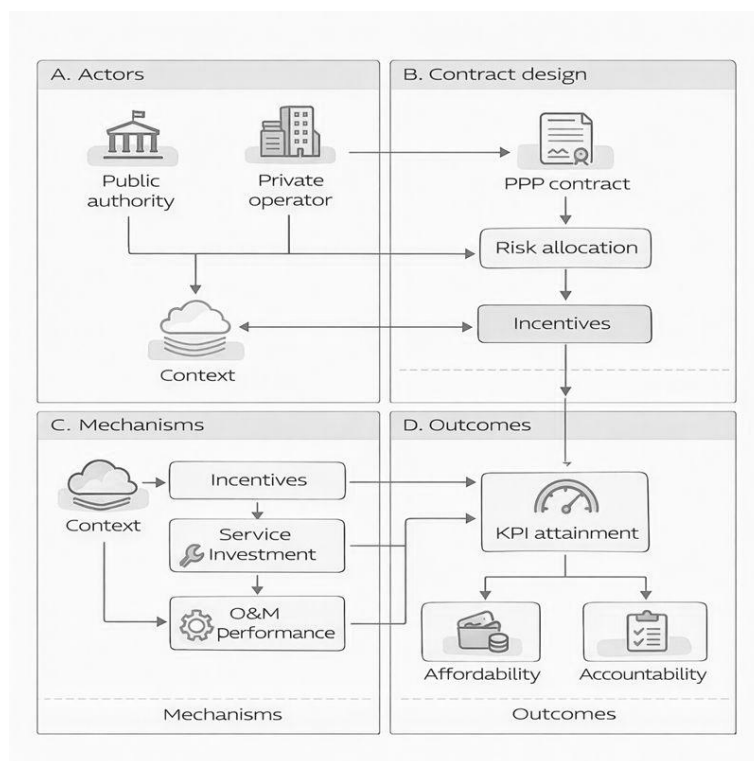 A. Actors
Public
authority
Private
operator
Context
B. Contract design
PPP contract
Risk allocation
Incentives
C. Mechanisms
Context
Incentives
Service
Investment
O&M
performance
Mechanisms
D. Outcomes
KPI attainment
Affordability
Accountability
Outcomes